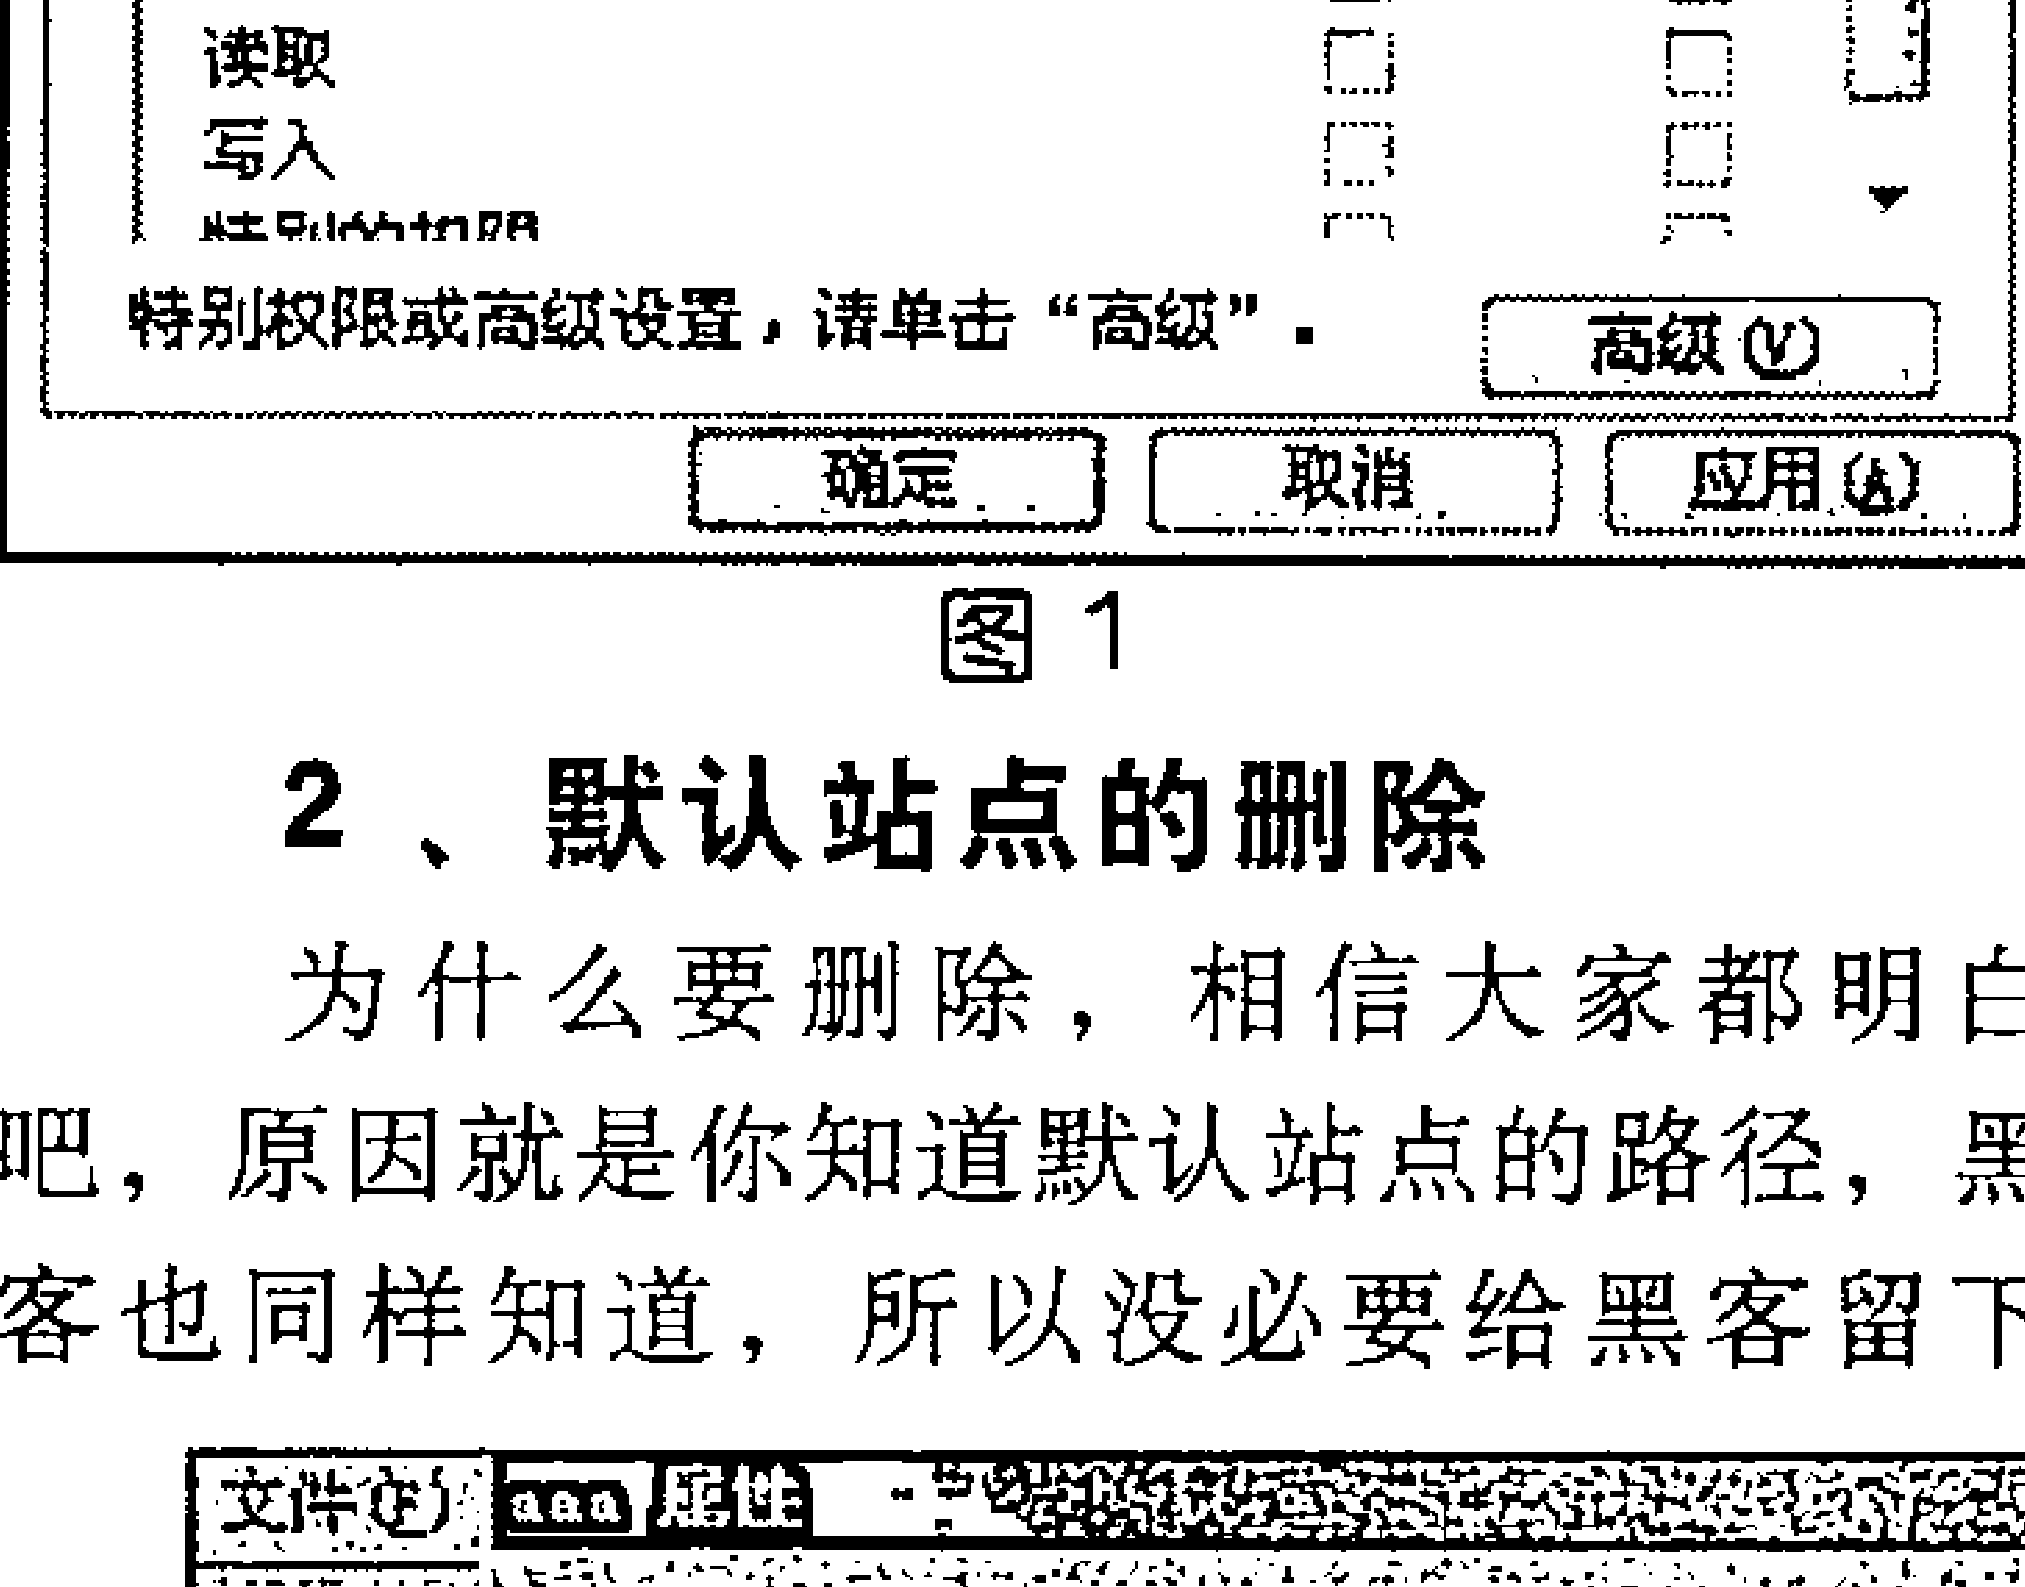 读取
写入
特别权限或高级设置，请单击“高级”。
高级(V)
确定 取消 应用(A)
图 1
2 、默认站点的删除
为什么要删除，相信大家都明白
吧，原因就是你知道默认站点的路径，黑
客也同样知道，所以没必要给黑客留下
文件(F) aaa 属性